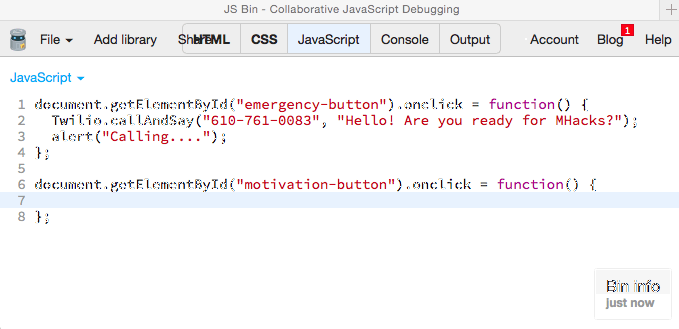 JS Bin - Collaborative JavaScript Debugging
File Add library Share HTML CSS JavaScript Console Output Account Blog 1 Help
JavaScript
1 document.getElementById("emergency-button").onclick = function() {
2 Twilio.callAndSay("610-761-0083", "Hello! Are you ready for MHacks?");
3 alert("Calling....");
4 };
5
6 document.getElementById("motivation-button").onclick = function() {
7
8 };
Bin info
just now